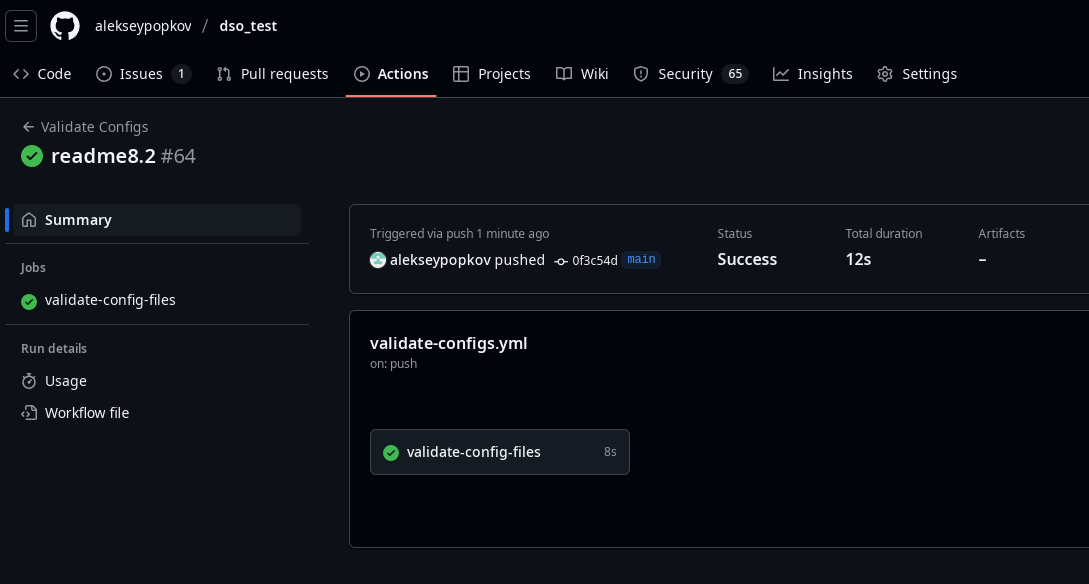 alekseypopkov / dso_test
Code Issues 1 Pull requests Actions Projects Wiki Security 65 Insights Settings
← Validate Configs
readme8.2 #64
Summary
Jobs
validate-config-files
Run details
Usage
Workflow file
Triggered via push 1 minute ago
alekseypopkov pushed 0f3c54d main
Status
Success
Total duration
12s
Artifacts
–
validate-configs.yml
on: push
validate-config-files 8s